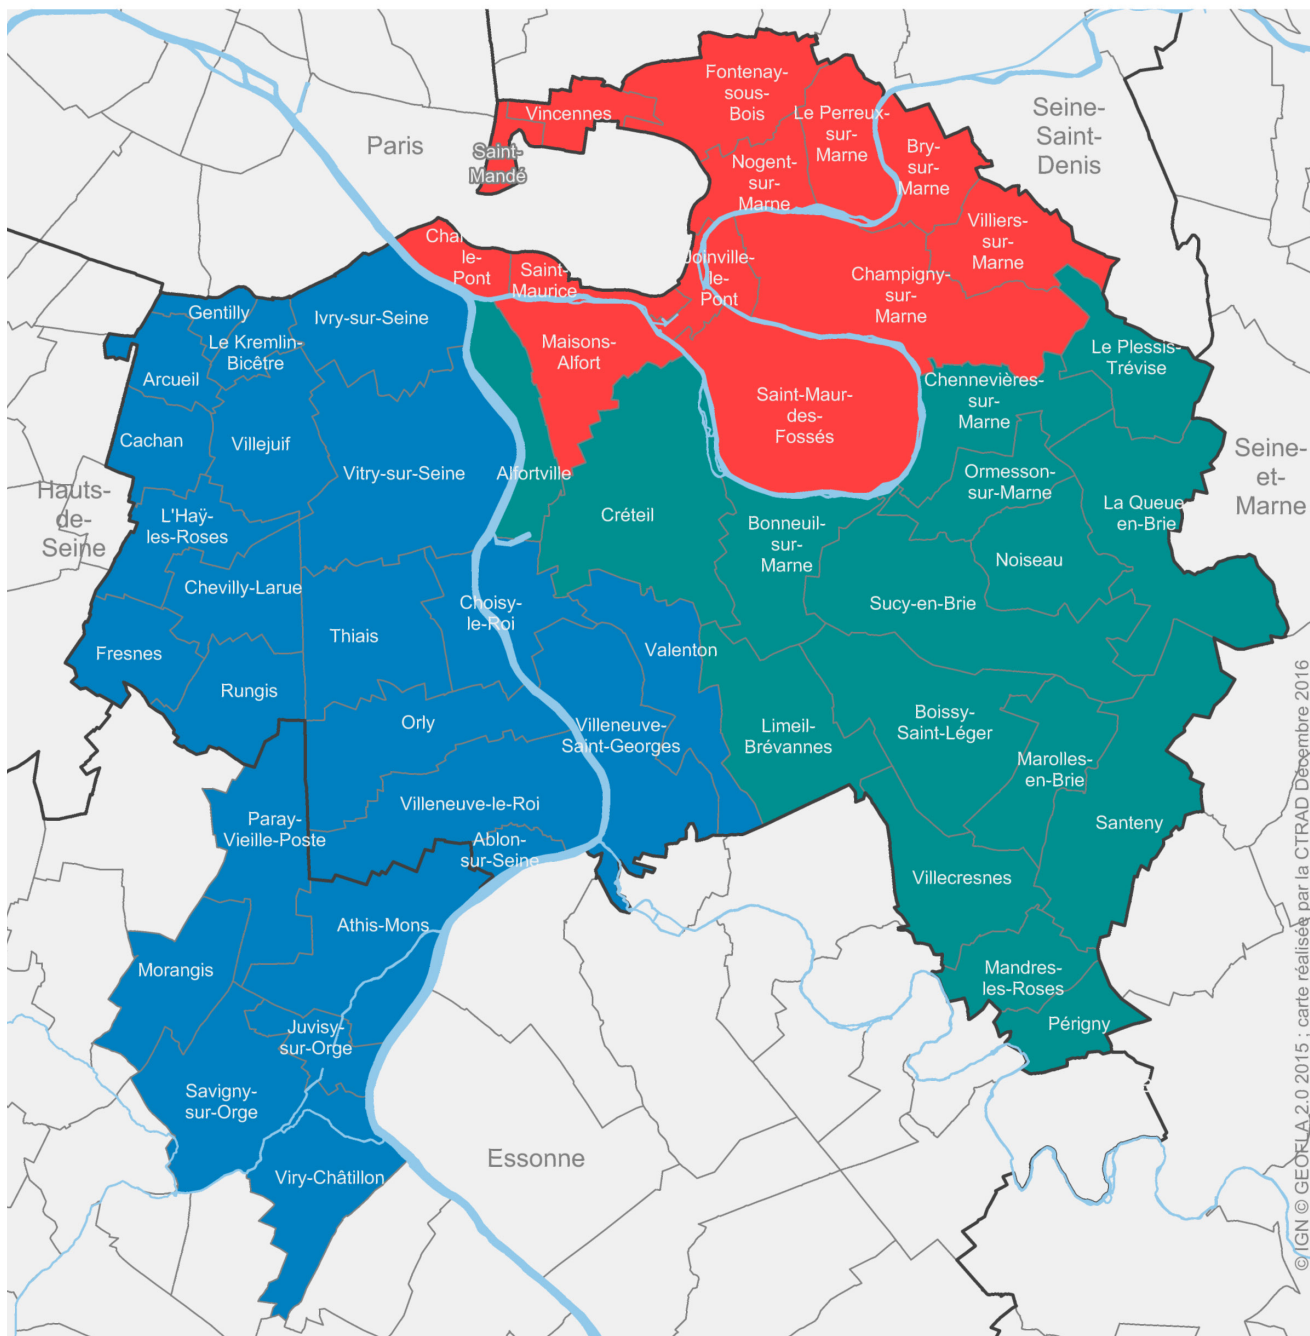 Paris
Vincennes
Saint-
Mandé
Fontenay-
sous-
Bois
Le Perreux-
sur-
Marne
Nogent-
sur-
Marne
Bry-
sur-
Marne
Seine-
Saint-
Denis
Villiers-
sur-
Marne
Char
le-
Pont
Saint-
Maurice
Joinville-
le-
Pont
Champigny-
sur-
Marne
Gentilly
Ivry-sur-Seine
Le Kremlin-
Bicêtre
Arcueil
Maisons-
Alfort
Le Plessis-
Trévise
Saint-Maur-
des-
Fossés
Chennevières-
sur-
Marne
Cachan
Villejuif
Vitry-sur-Seine
Alfortville
Ormesson-
sur-Marne
La Queue-
en-Brie
Seine-
et-
Marne
Hauts-
de-
Seine
L'Haÿ-
les-Roses
Créteil
Bonneuil-
sur-
Marne
Noiseau
Chevilly-Larue
Choisy-
le-Roi
Sucy-en-Brie
Thiais
Valenton
Fresnes
Rungis
Orly
Villeneuve-
Saint-Georges
Limeil-
Brévannes
Boissy-
Saint-Léger
Marolles-
en-Brie
Villeneuve-le-Roi
Paray-
Vieille-Poste
Ablon-
sur-Seine
Santeny
Villecresnes
Athis-Mons
Morangis
Mandres-
les-Roses
Périgny
Juvisy-
sur-Orge
Savigny-
sur-Orge
Viry-Châtillon
Essonne
© IGN © GEOFLA 2.0 2015 ; carte réalisée par la CTRAD Décembre 2016